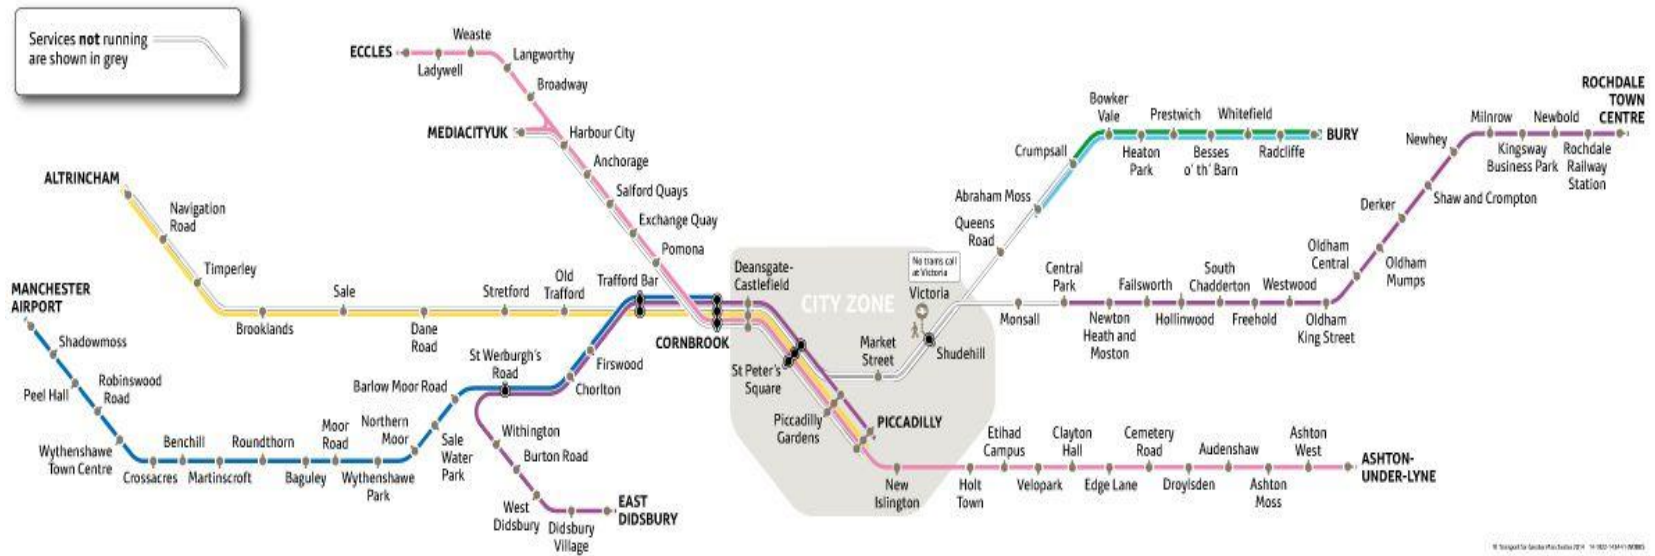 Services not running
are shown in grey
ECCLES
Weaste
Ladywell
Langworthy
Broadway
MEDIACITYUK
Harbour City
Anchorage
Salford Quays
Exchange Quay
Pomona
ALTRINCHAM
Navigation
Road
Timperley
Brooklands
Sale
Dane
Road
Stretford
Old
Trafford
Trafford Bar
CORNBROOK
Deansgate-
Castlefield
CITY ZONE
St Peter's
Square
Piccadilly
Gardens
PICCADILLY
Market
Street
No trams call
at Victoria
Victoria
Shudehill
Queens
Road
Abraham Moss
Crumpsall
Bowker
Vale
Heaton
Park
Prestwich
Besses
o' th' Barn
Whitefield
Radcliffe
BURY
Monsall
Central
Park
Newton
Heath and
Moston
Failsworth
Hollinwood
South
Chadderton
Freehold
Westwood
Oldham
King Street
Oldham
Central
Oldham
Mumps
Derker
Shaw and Crompton
Newhey
Milnrow
Kingsway
Business Park
Newbold
Rochdale
Railway
Station
ROCHDALE
TOWN
CENTRE
MANCHESTER
AIRPORT
Shadowmoss
Peel Hall
Robinswood
Road
Wythenshawe
Town Centre
Crossacres
Benchill
Martinscroft
Roundthorn
Baguley
Moor
Road
Wythenshawe
Park
Northern
Moor
Sale
Water
Park
Barlow Moor Road
St Werburgh's
Road
Chorlton
Firswood
Withington
Burton Road
West
Didsbury
Didsbury
Village
EAST
DIDSBURY
New
Islington
Holt
Town
Etihad
Campus
Velopark
Clayton
Hall
Edge Lane
Cemetery
Road
Droylsden
Audenshaw
Ashton
Moss
Ashton
West
ASHTON-
UNDER-LYNE